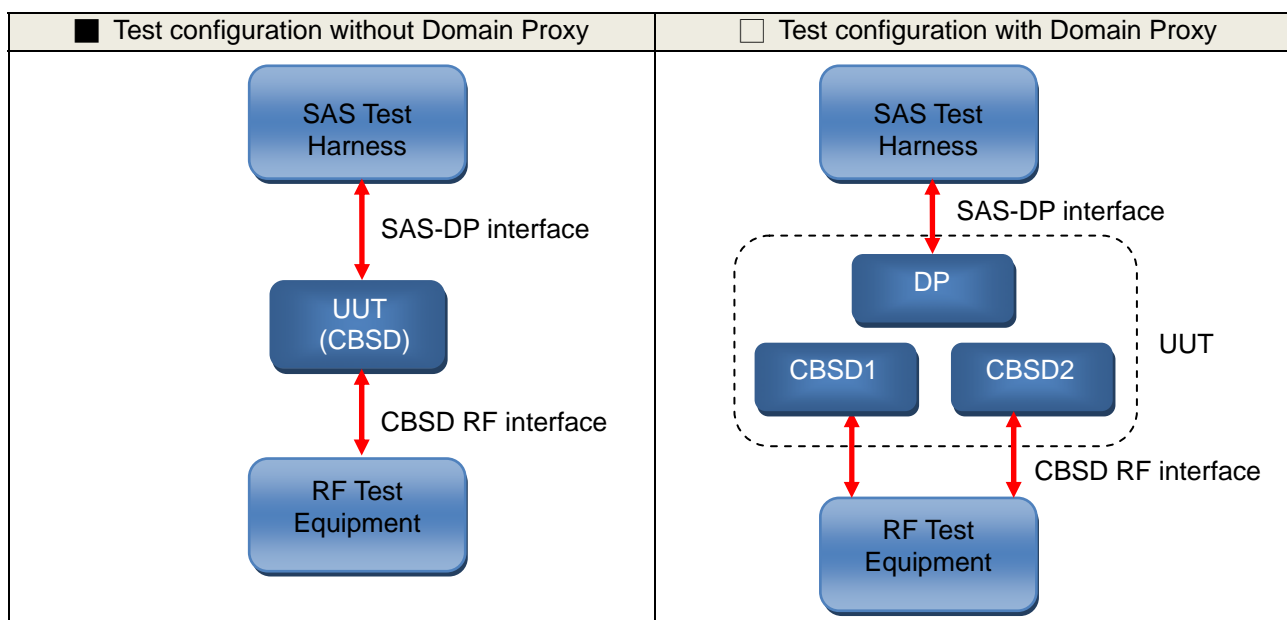 ■ Test configuration without Domain Proxy
□ Test configuration with Domain Proxy
SAS Test
Harness
SAS-DP interface
UUT
(CBSD)
CBSD RF interface
RF Test
Equipment
SAS Test
Harness
SAS-DP interface
DP
UUT
CBSD1
CBSD2
CBSD RF interface
RF Test
Equipment